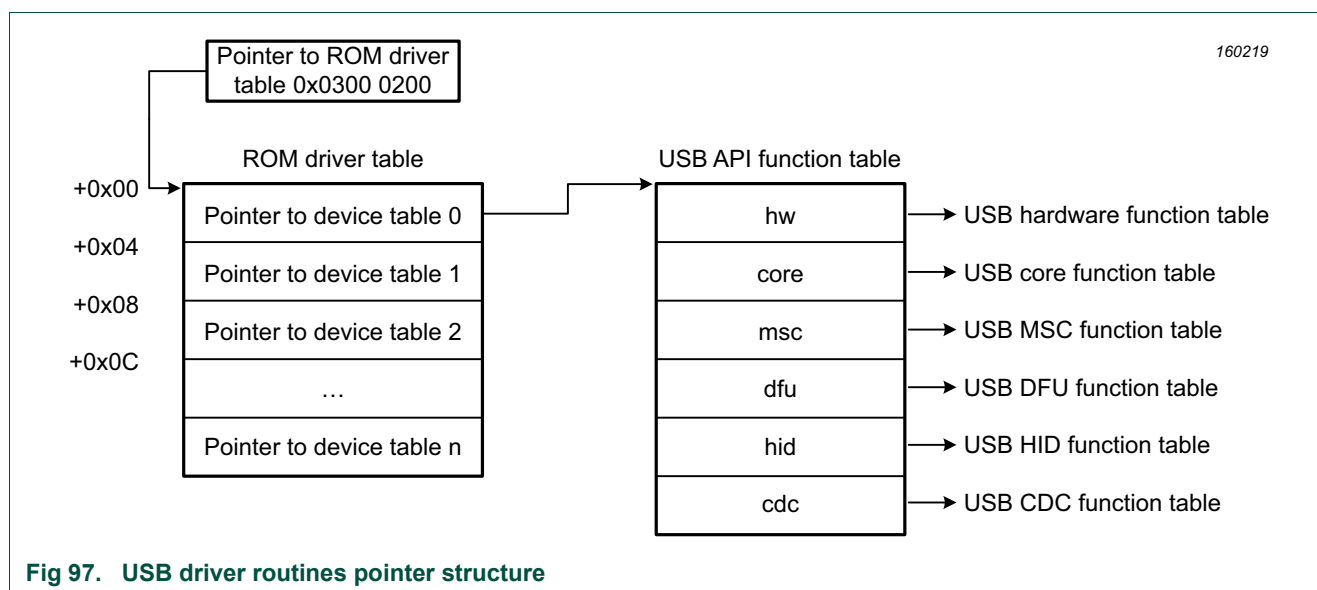 Pointer to ROM driver
table 0x0300 0200
160219
ROM driver table
USB API function table
+0x00
Pointer to device table 0
hw
USB hardware function table
+0x04
Pointer to device table 1
core
USB core function table
+0x08
Pointer to device table 2
msc
USB MSC function table
+0x0C
…
dfu
USB DFU function table
Pointer to device table n
hid
USB HID function table
cdc
USB CDC function table
Fig 97. USB driver routines pointer structure